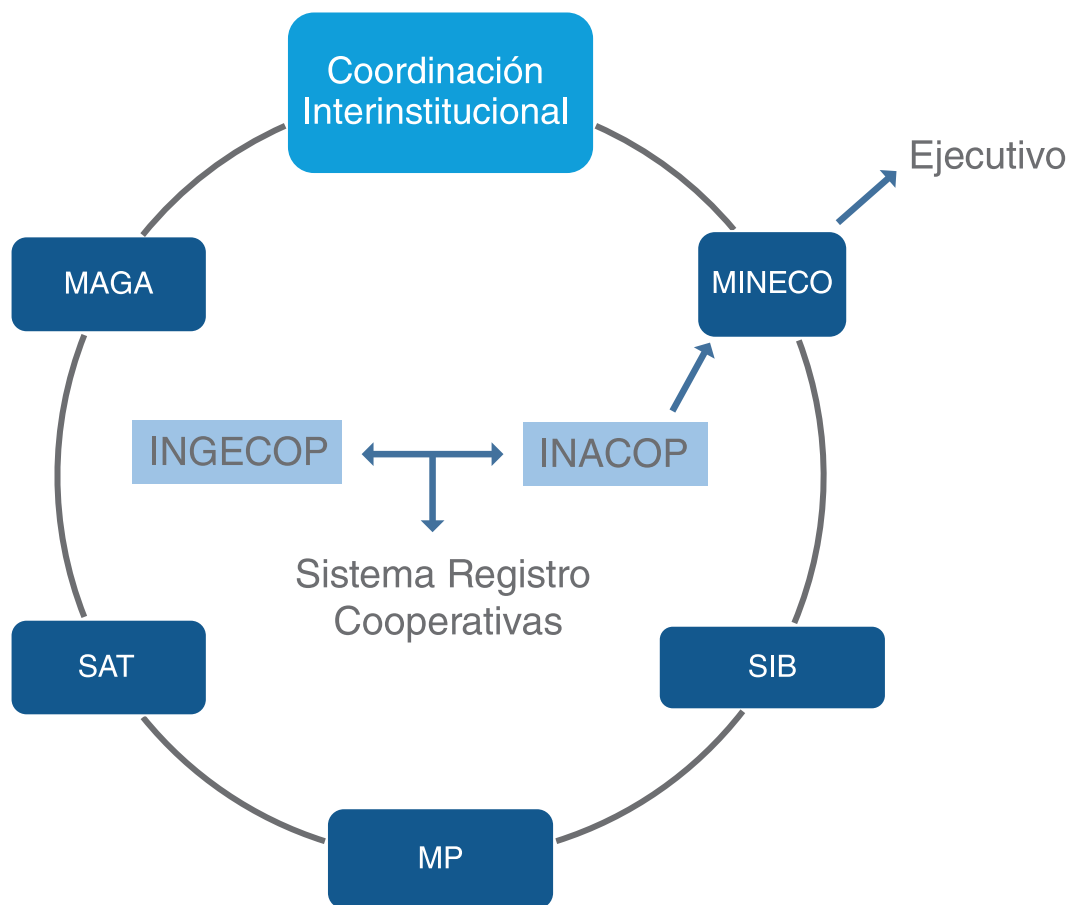 Coordinación
Interinstitucional
Ejecutivo
MAGA
MINECO
INGECOP
INACOP
Sistema Registro
Cooperativas
SAT
SIB
MP